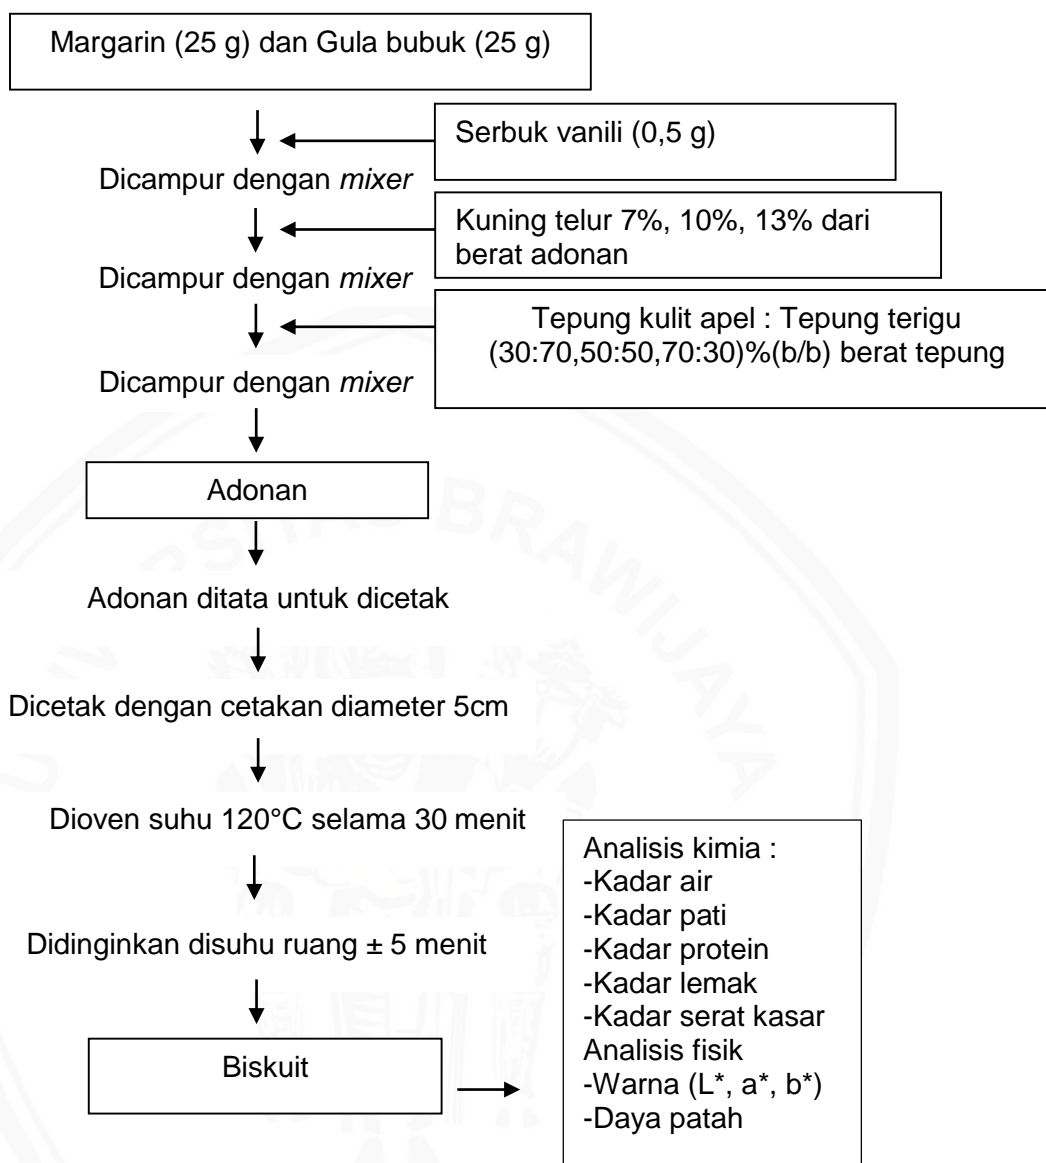 Margarin (25 g) dan Gula bubuk (25 g)
Serbuk vanili (0,5 g)
Dicampur dengan mixer
Kuning telur 7%, 10%, 13% dari
berat adonan
Dicampur dengan mixer
Tepung kulit apel : Tepung terigu
(30:70,50:50,70:30)%(b/b) berat tepung
Dicampur dengan mixer
Adonan
Adonan ditata untuk dicetak
Dicetak dengan cetakan diameter 5cm
Dioven suhu 120°C selama 30 menit
Didinginkan disuhu ruang ± 5 menit
Biskuit
Analisis kimia :
-Kadar air
-Kadar pati
-Kadar protein
-Kadar lemak
-Kadar serat kasar
Analisis fisik
-Warna (L*, a*, b*)
-Daya patah
BRAWIJAYA